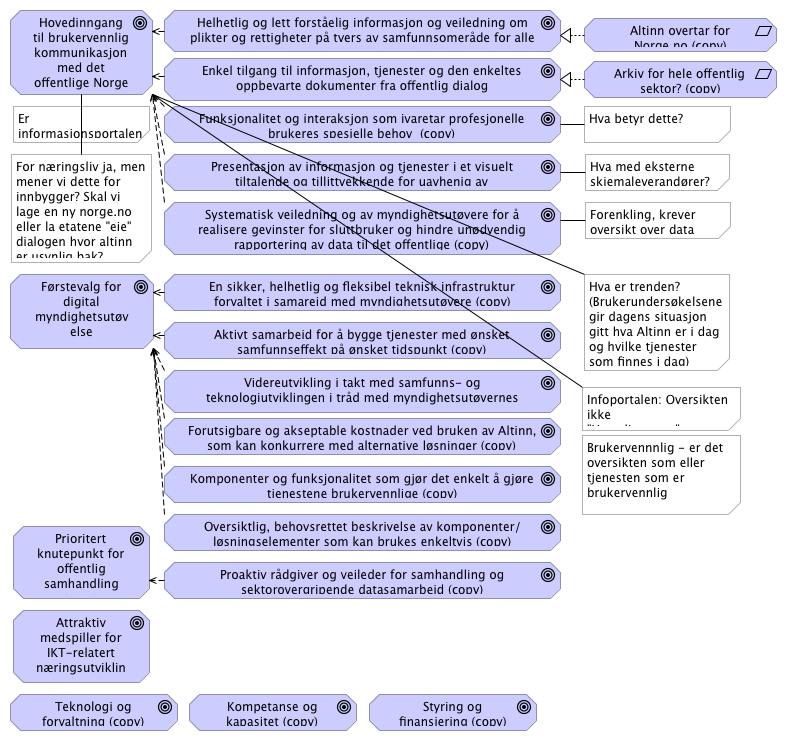 Hovedinngang
til brukervennlig
kommunikasjon
med det
offentlige Norge
Helhetlig og lett forståelig informasjon og veiledning om
plikter og rettigheter på tvers av samfunnsområde for alle
Altinn overtar for
Norge.no (copy)
Enkel tilgang til informasjon, tjenester og den enkeltes
oppbevarte dokumenter fra offentlig dialog
Arkiv for hele offentlig
sektor? (copy)
Er
informasjonsportalen
Funksjonalitet og interaksjon som ivaretar profesjonelle
brukeres spesielle behov (copy)
Hva betyr dette?
For næringsliv ja, men
mener vi dette for
innbygger? Skal vi
lage en ny norge.no
eller la etatene "eie"
dialogen hvor altinn
er usynlig bak?
Presentasjon av informasjon og tjenester i et visuelt
tiltalende og tillittvekkende for uavhenig av
Hva med eksterne
skjemaleverandører?
Systematisk veiledning og av myndighetsutøvere for å
realisere gevinster for sluttbruker og hindre unødvendig
rapportering av data til det offentlige (copy)
Forenkling, krever
oversikt over data
Førstevalg for
digital
myndighetsutøv
else
En sikker, helhetlig og fleksibel teknisk infrastruktur
forvaltet i samareid med myndighetsutøvere (copy)
Hva er trenden?
(Brukerundersøkelsene
gir dagens situasjon
gitt hva Altinn er i dag
og hvilke tjenester
som finnes i dag)
Aktivt samarbeid for å bygge tjenester med ønsket
samfunnseffekt på ønsket tidspunkt (copy)
Videreutvikling i takt med samfunns- og
teknologiutviklingen i tråd med myndighetsutøvernes
Infoportalen: Oversikten
ikke
Forutsigbare og akseptable kostnader ved bruken av Altinn,
som kan konkurrere med alternative løsninger (copy)
Brukervennnlig - er det
oversikten som eller
tjenesten som er
brukervennlig
Komponenter og funksjonalitet som gjør det enkelt å gjøre
tjenestene brukervennlige (copy)
Oversiktlig, behovsrettet beskrivelse av komponenter/
løsningselementer som kan brukes enkeltvis (copy)
Prioritert
knutepunkt for
offentlig
samhandling
Proaktiv rådgiver og veileder for samhandling og
sektorovergripende datasamarbeid (copy)
Attraktiv
medspiller for
IKT-relatert
næringsutviklin
Teknologi og
forvaltning (copy)
Kompetanse og
kapasitet (copy)
Styring og
finansiering (copy)